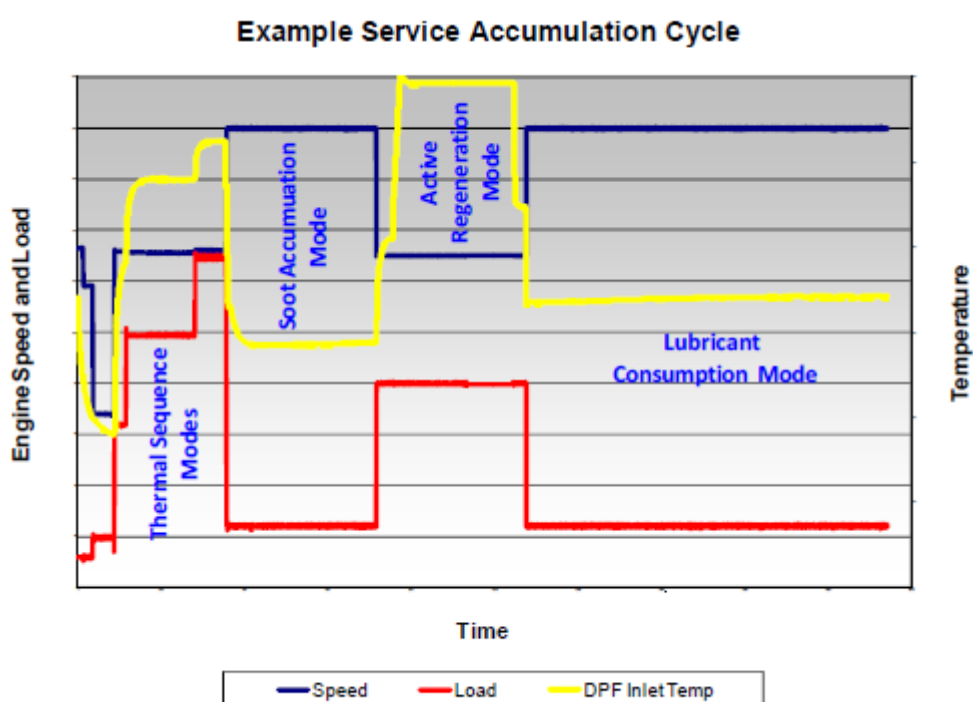 Example Service Accumulation Cycle
Engine Speed and Load
Thermal Sequence
Modes
Soot Accumuation
Mode
Active
Regeneration
Mode
Lubricant
Consumption Mode
Temperature
Time
Speed
Load
DPF Inlet Temp